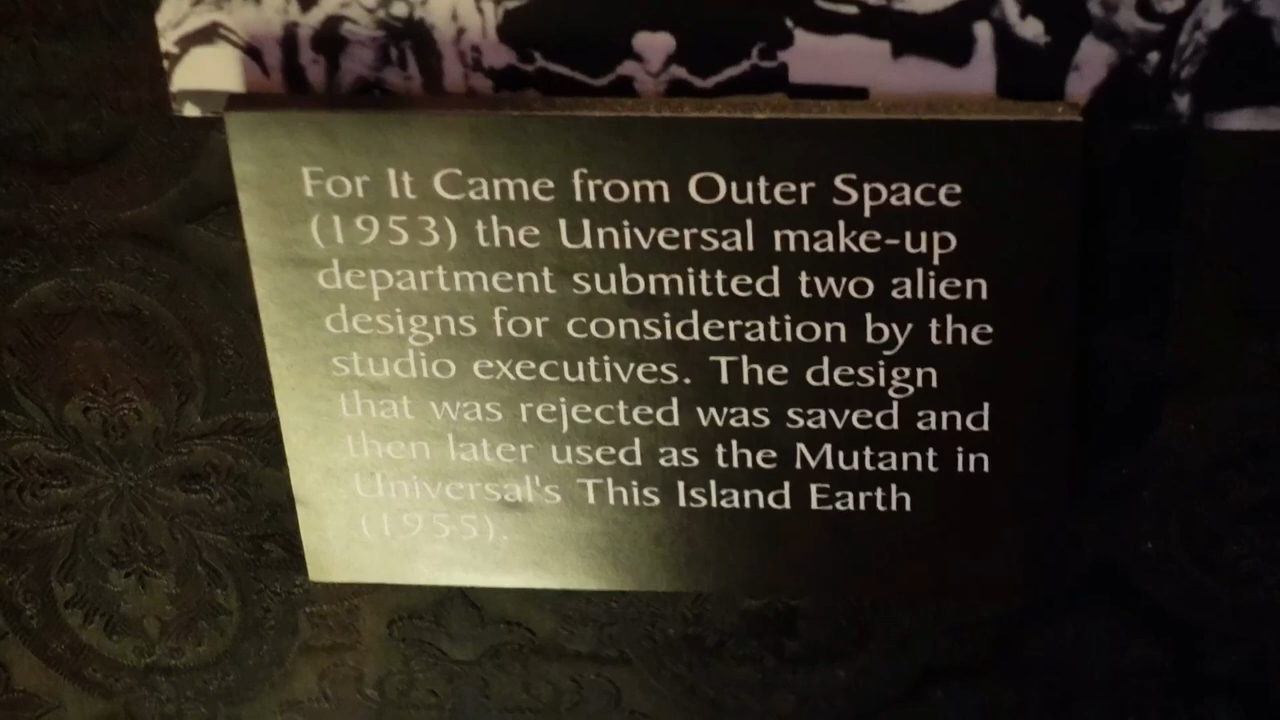 For It Came from Outer Space
(1953) the Universal make-up
department submitted two alien
designs for consideration by the
studio executives. The design
that was rejected was saved and
then later used as the Mutant in
Universal's This Island Earth
(1955).